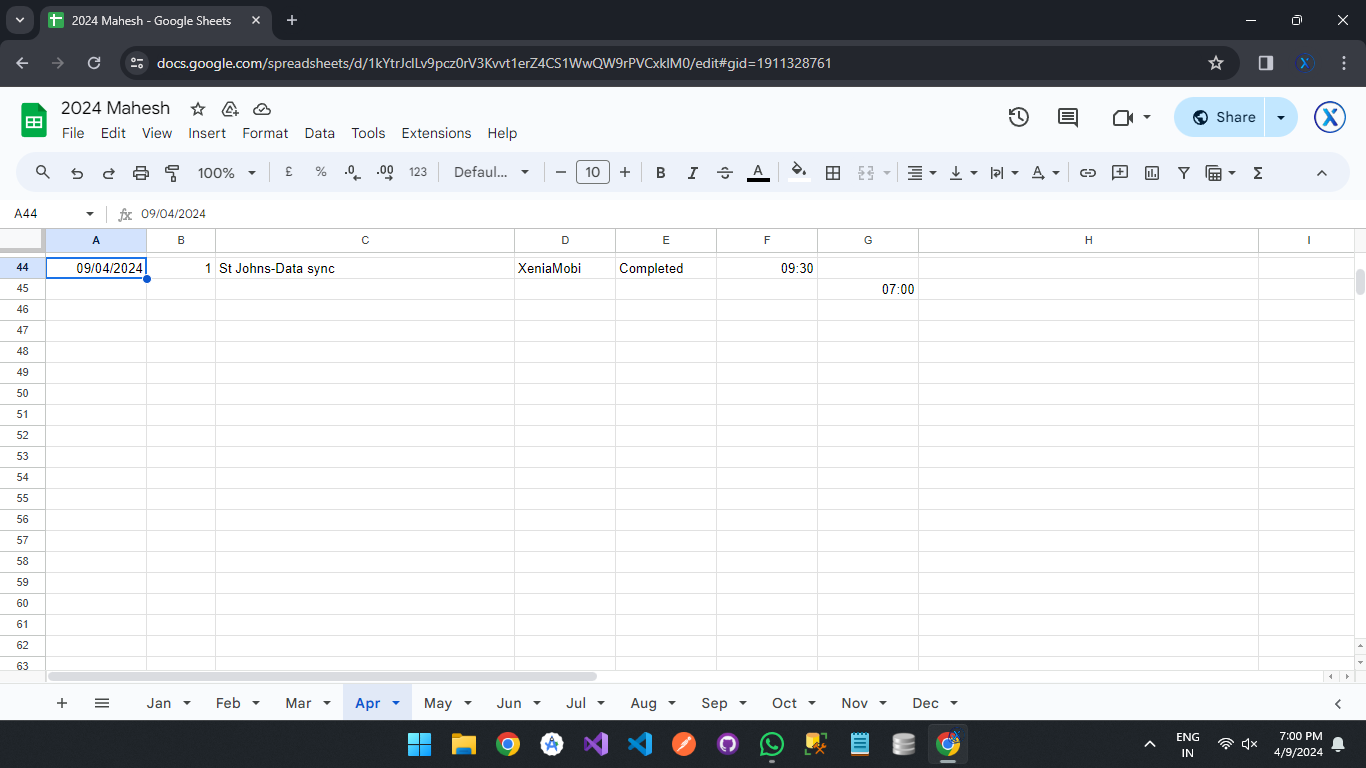 2024 Mahesh - Google Sheets
docs.google.com/spreadsheets/d/1kYtrJclLv9pcz0rV3Kvvt1erZ4CS1WwQW9rPVCxkIM0/edit#gid=1911328761
2024 Mahesh
File Edit View Insert Format Data Tools Extensions Help
Share
100% £ % .0 .00 123 Defaul... 10 B I A
A44 fx 09/04/2024
A B C D E F G H I
44 09/04/2024 1 St Johns-Data sync XeniaMobi Completed 09:30
45 07:00
46
47
48
49
50
51
52
53
54
55
56
57
58
59
60
61
62
63
Jan Feb Mar Apr May Jun Jul Aug Sep Oct Nov Dec
ENG 7:00 PM
IN 4/9/2024